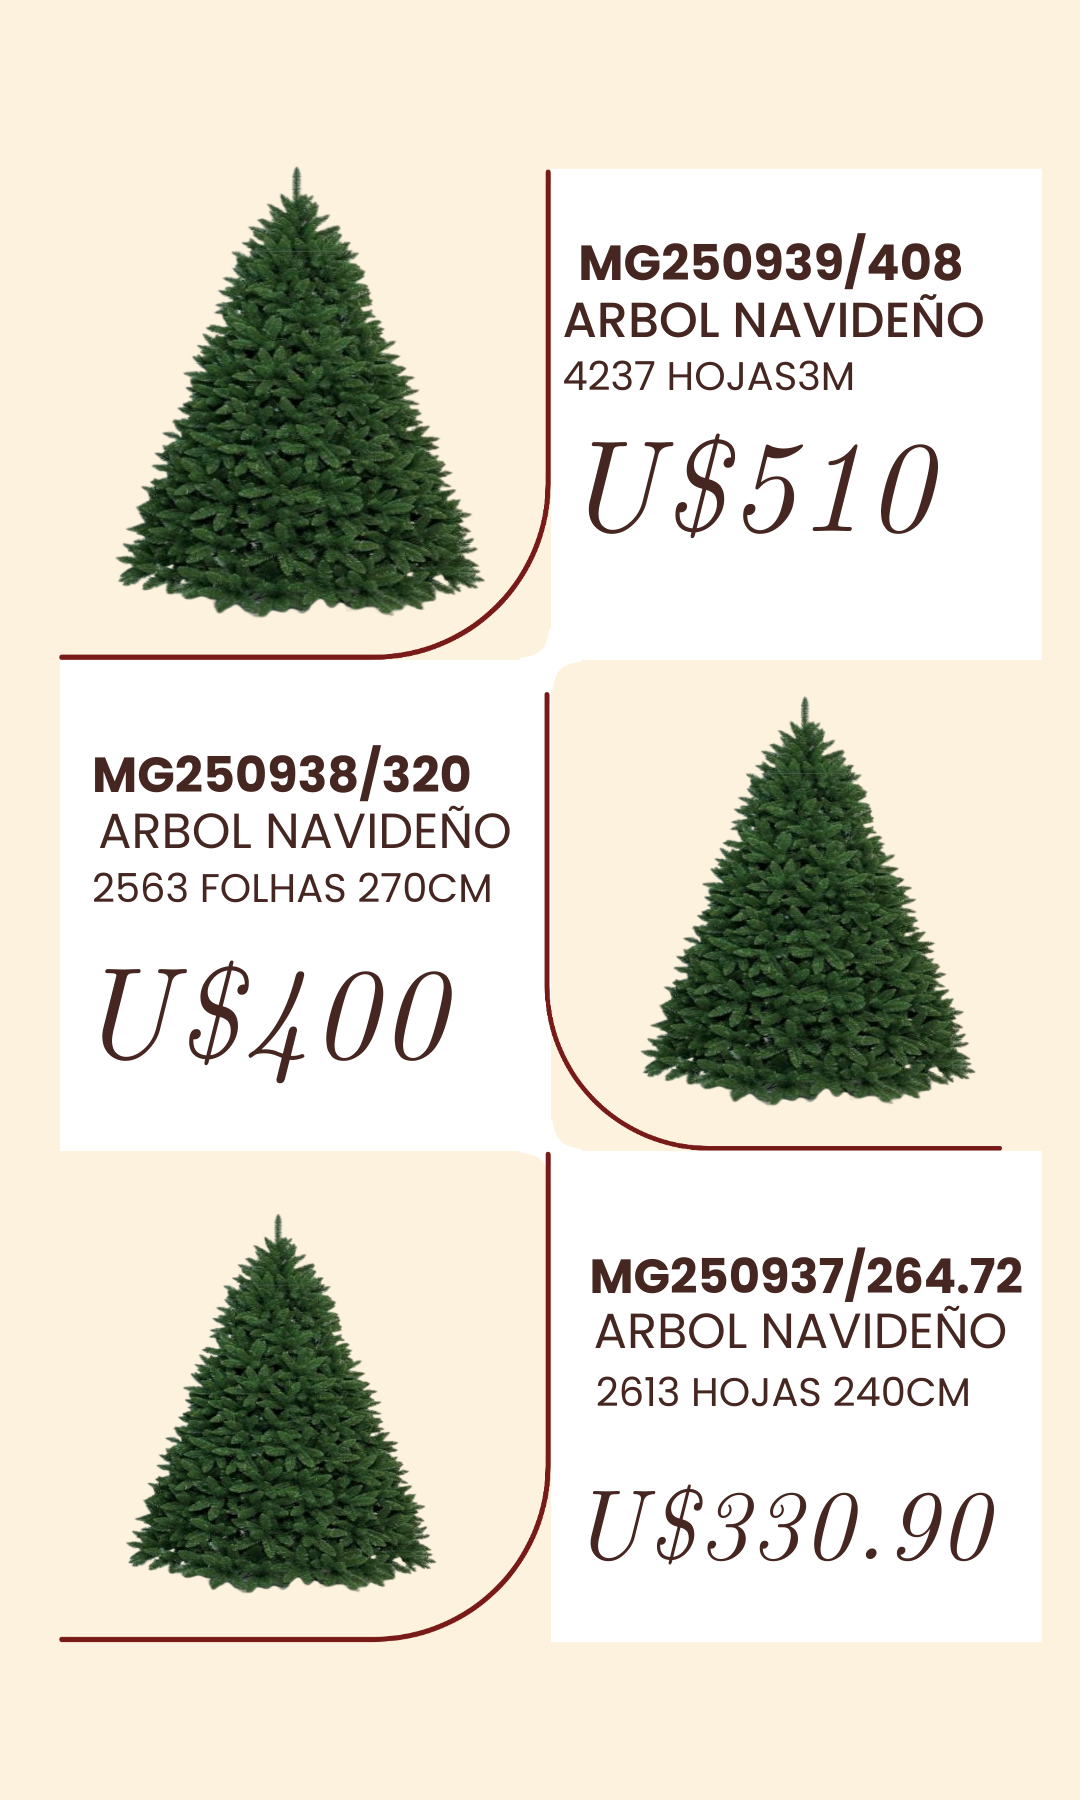 MG250939/408
ARBOL NAVIDEÑO
4237 HOJAS3M
U$510
MG250938/320
ARBOL NAVIDEÑO
2563 FOLHAS 270CM
U$400
MG250937/264.72
ARBOL NAVIDEÑO
2613 HOJAS 240CM
U$330.90